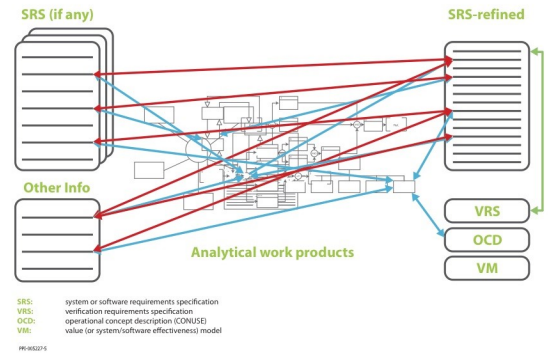 SRS (if any)
SRS-refined
Other Info
VRS
OCD
VM
Analytical work products
SRS: system or software requirements specification
VRS: verification requirements specification
OCD: operational concept description (CONUSE)
VM: value (or system/software effectiveness) model
PPI-005227-5